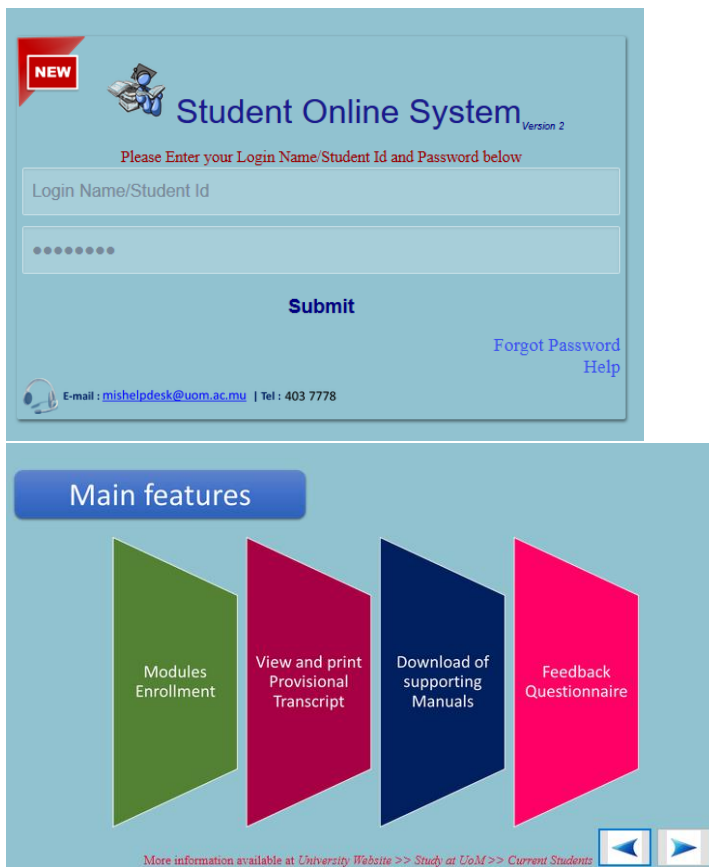 NEW
Student Online System Version 2
Please Enter your Login Name/Student Id and Password below
Login Name/Student Id
••••••••
Submit
Forgot Password
Help
E-mail : mishelpdesk@uom.ac.mu | Tel : 403 7778
Main features
Modules
Enrollment
View and print
Provisional
Transcript
Download of
supporting
Manuals
Feedback
Questionnaire
More information available at University Website >> Study at UoM >> Current Students